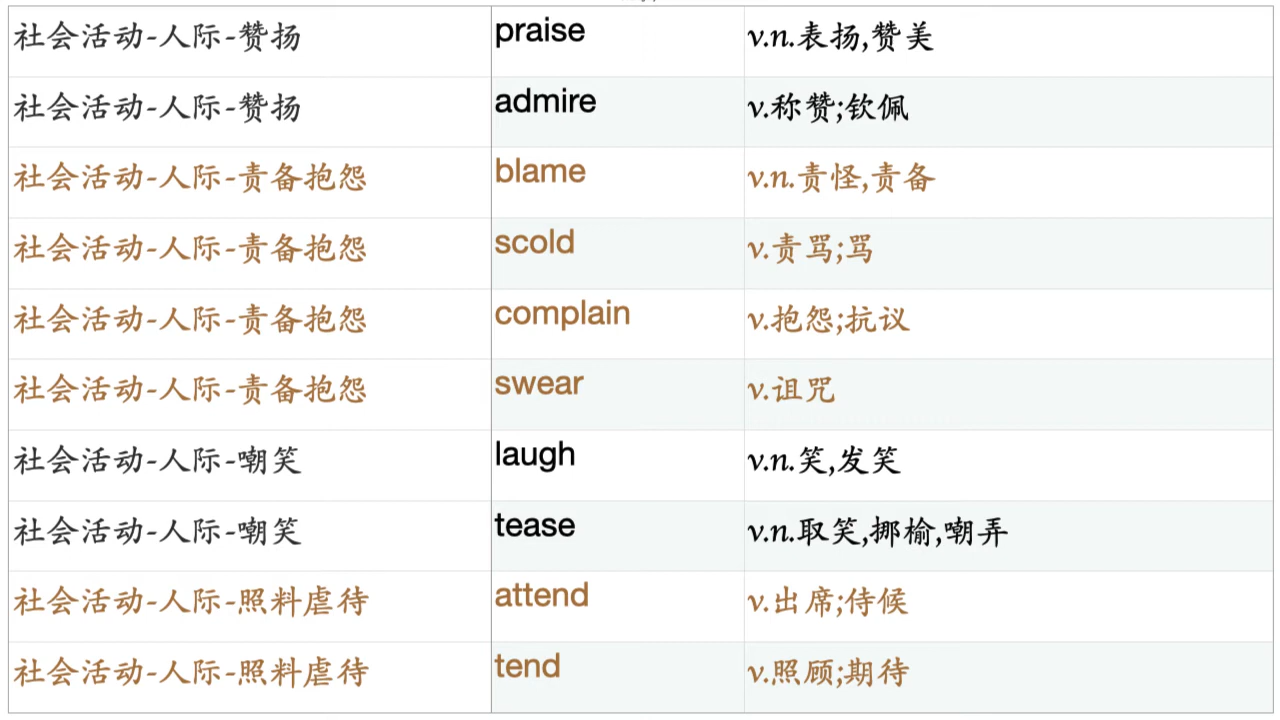 社会活动-人际-赞扬 praise v.n.表扬,赞美
社会活动-人际-赞扬 admire v.称赞;钦佩
社会活动-人际-责备抱怨 blame v.n.责怪,责备
社会活动-人际-责备抱怨 scold v.责骂;骂
社会活动-人际-责备抱怨 complain v.抱怨;抗议
社会活动-人际-责备抱怨 swear v.诅咒
社会活动-人际-嘲笑 laugh v.n.笑,发笑
社会活动-人际-嘲笑 tease v.n.取笑,挪榆,嘲弄
社会活动-人际-照料虐待 attend v.出席;侍候
社会活动-人际-照料虐待 tend v.照顾;期待